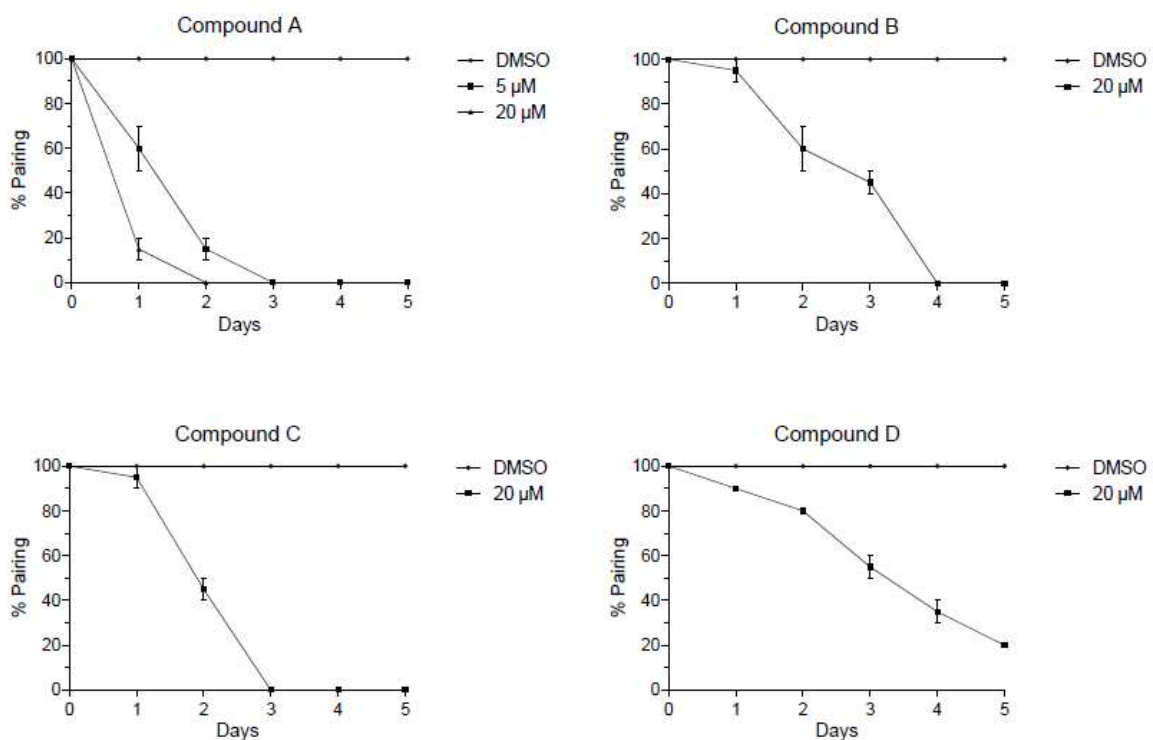 Compound A
100
80
60
40
20
0
% Pairing
0 1 2 3 4 5
Days
DMSO
5 µM
20 µM
Compound B
100
80
60
40
20
0
% Pairing
0 1 2 3 4 5
Days
DMSO
20 µM
Compound C
100
80
60
40
20
0
% Pairing
0 1 2 3 4 5
Days
DMSO
20 µM
Compound D
100
80
60
40
20
0
% Pairing
0 1 2 3 4 5
Days
DMSO
20 µM